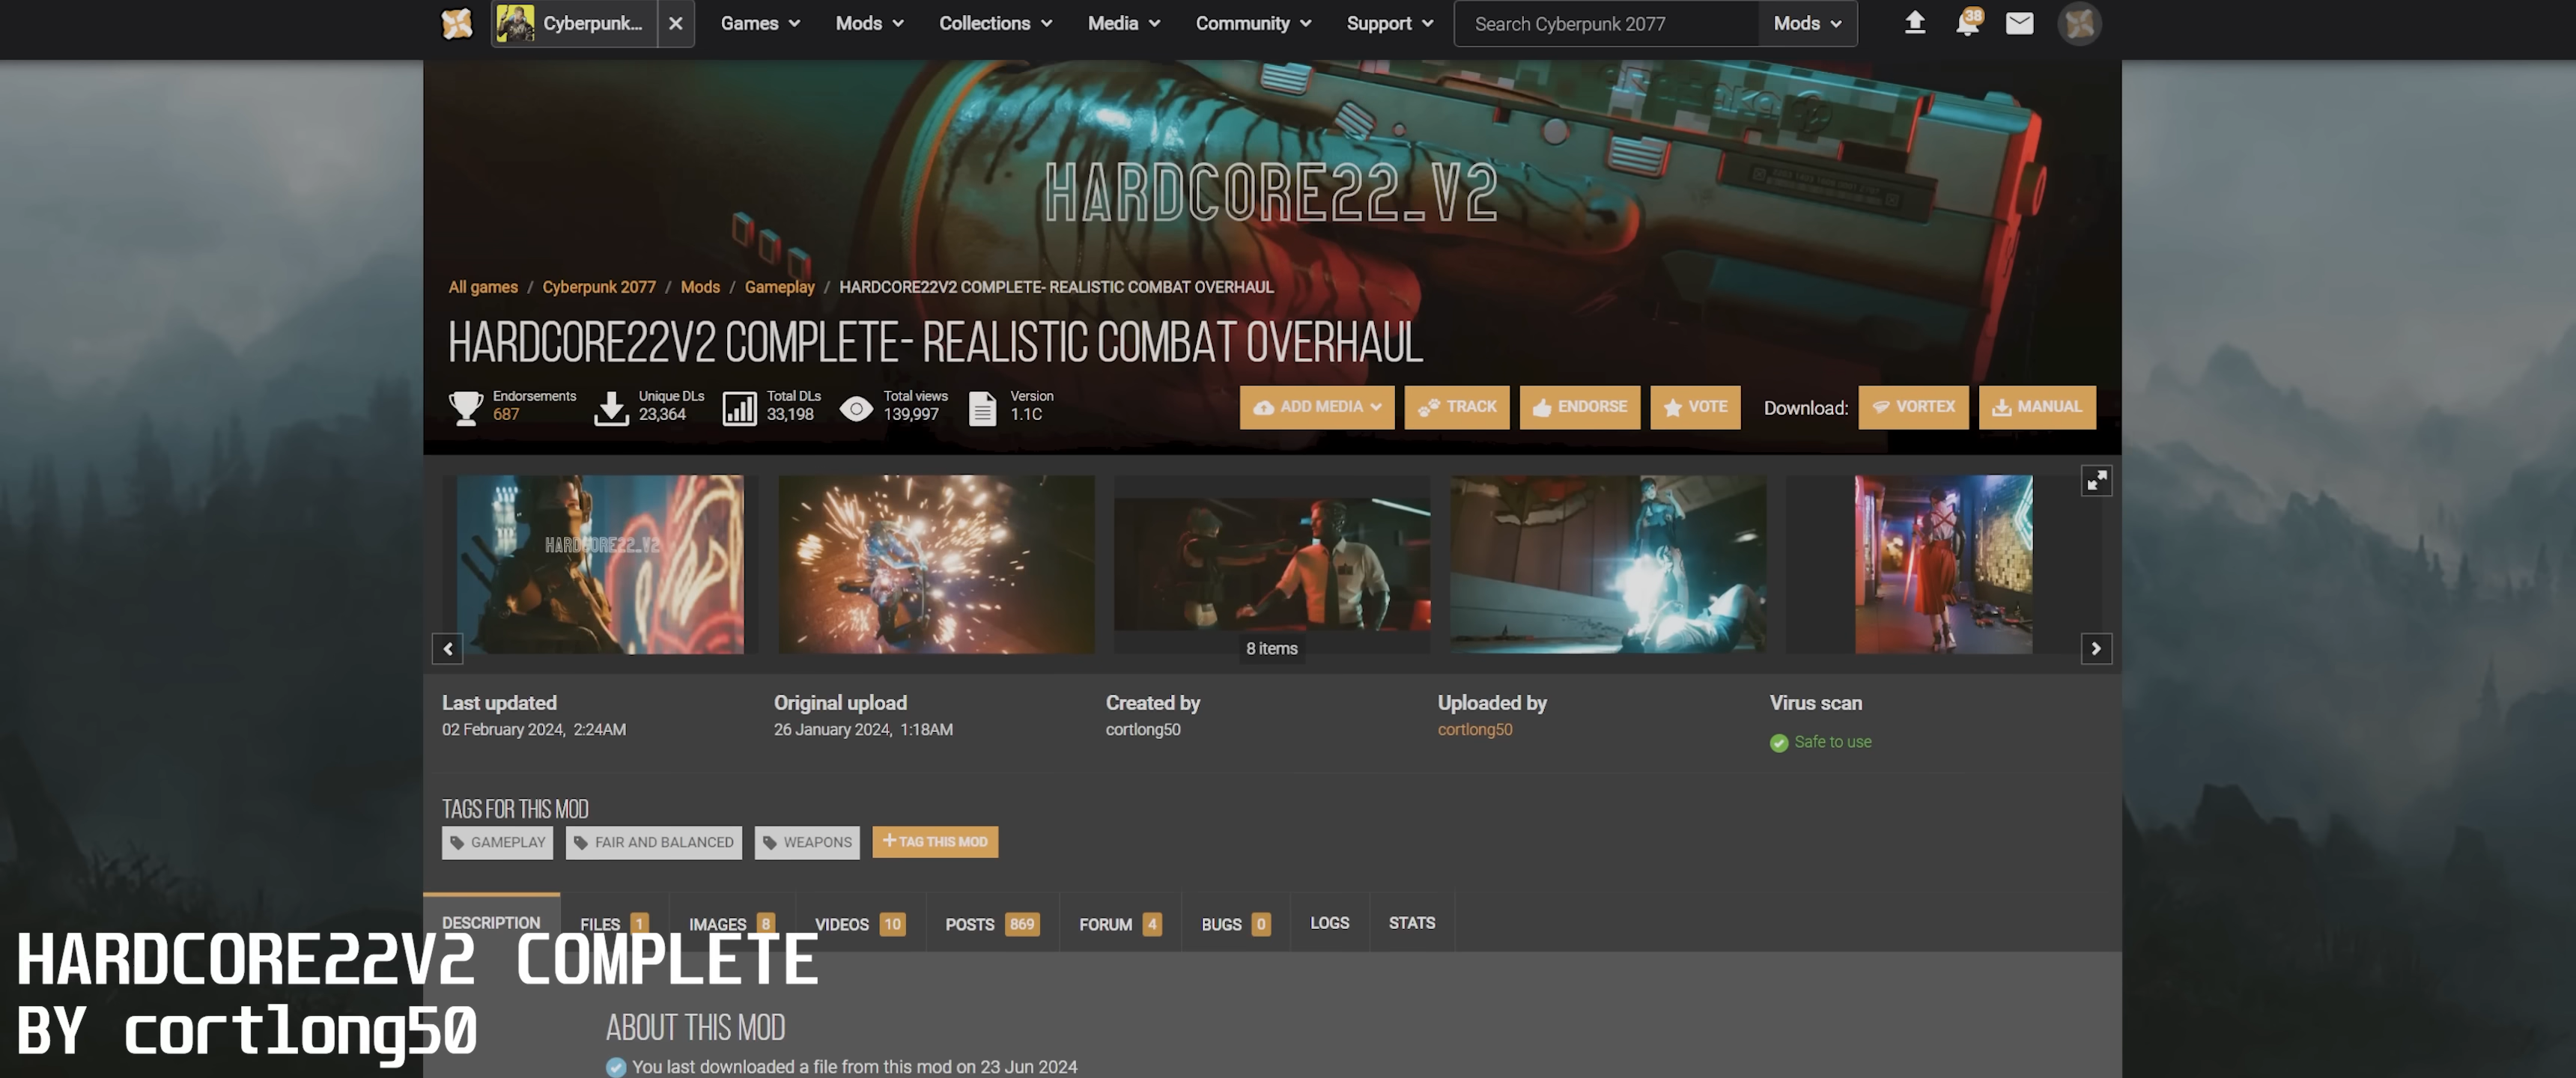 Cyberpunk...
Games
Mods
Collections
Media
Community
Support
Search Cyberpunk 2077
Mods
38
HARDCORE22_V2
All games / Cyberpunk 2077 / Mods / Gameplay / HARDCORE22V2 COMPLETE- REALISTIC COMBAT OVERHAUL
HARDCORE22V2 COMPLETE- REALISTIC COMBAT OVERHAUL
Endorsements
687
Unique DLs
23,364
Total DLs
33,198
Total views
139,997
Version
1.1C
ADD MEDIA
TRACK
ENDORSE
VOTE
Download:
VORTEX
MANUAL
HARDCORE22_V2
8 items
Last updated
02 February 2024, 2:24AM
Original upload
26 January 2024, 1:18AM
Created by
cortlong50
Uploaded by
cortlong50
Virus scan
Safe to use
TAGS FOR THIS MOD
GAMEPLAY
FAIR AND BALANCED
WEAPONS
+ TAG THIS MOD
DESCRIPTION
FILES 1
IMAGES 8
VIDEOS 10
POSTS 869
FORUM 4
BUGS 0
LOGS
STATS
HARDCORE22V2 COMPLETE
BY cortlong50
ABOUT THIS MOD
You last downloaded a file from this mod on 23 Jun 2024